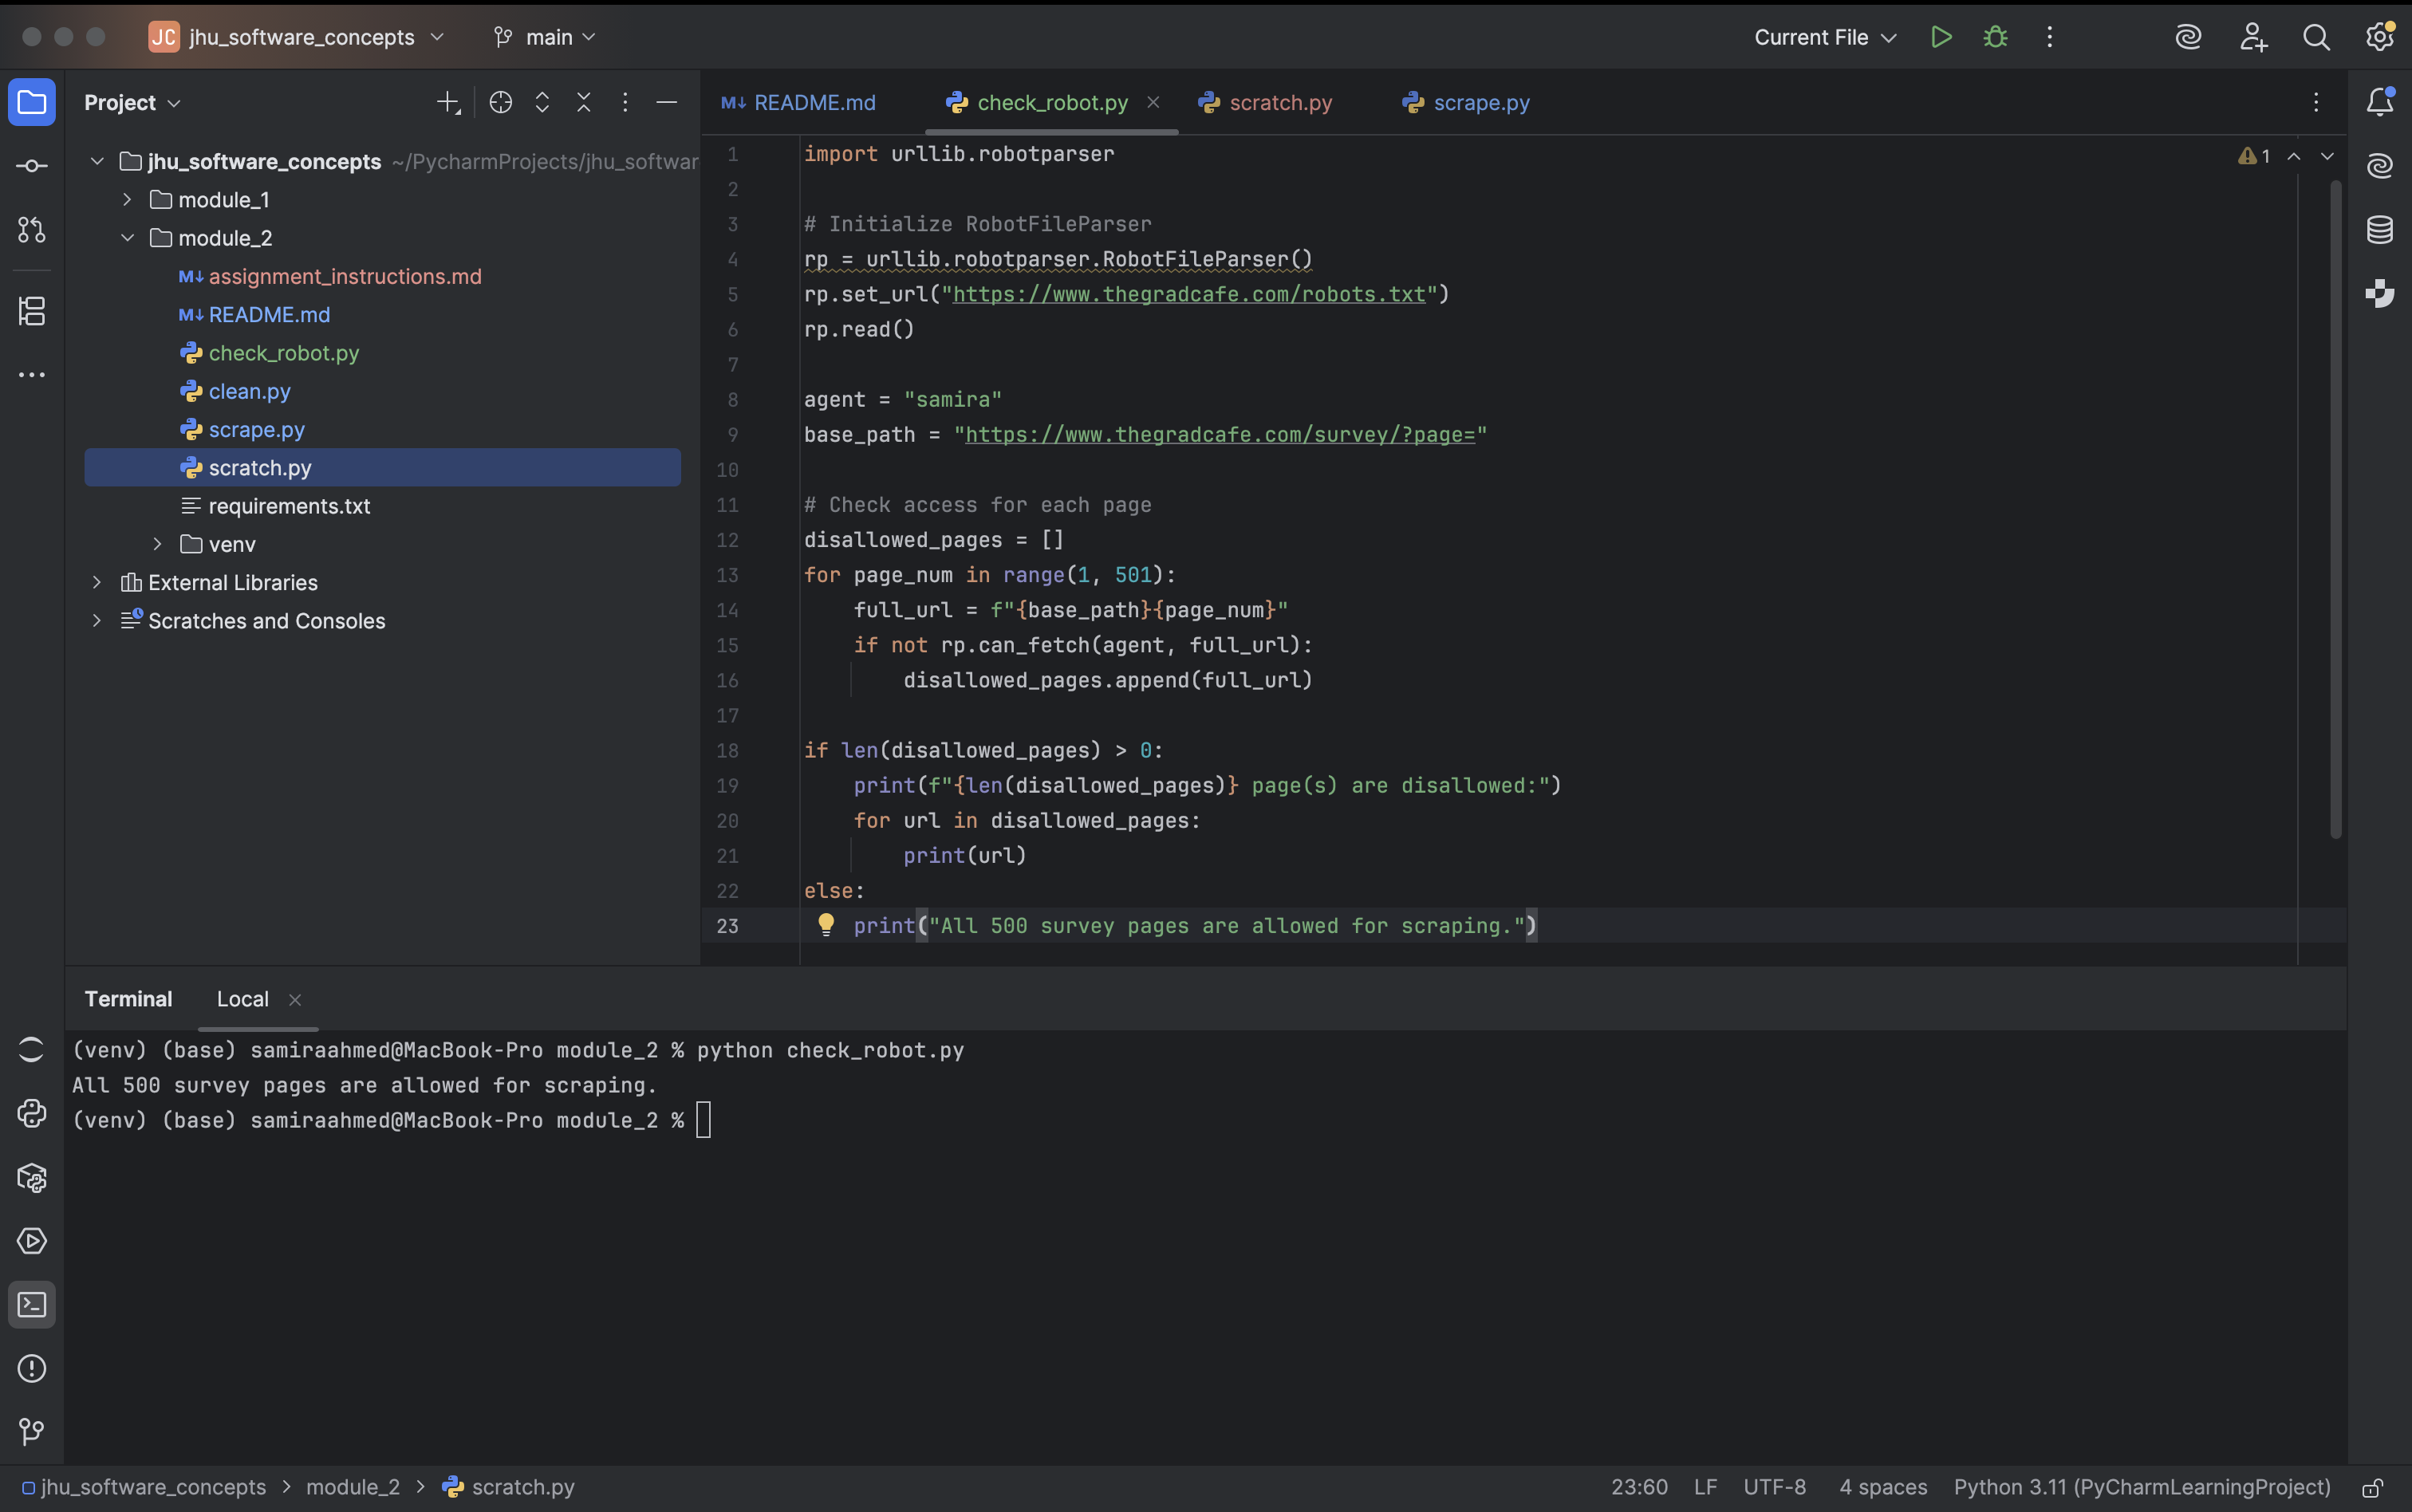 JC jhu_software_concepts main Current File
Project
README.md check_robot.py scratch.py scrape.py
jhu_software_concepts ~/PycharmProjects/jhu_softwar
module_1
module_2
M↓ assignment_instructions.md
M↓ README.md
check_robot.py
clean.py
scrape.py
scratch.py
requirements.txt
venv
External Libraries
Scratches and Consoles
1 import urllib.robotparser
2
3 # Initialize RobotFileParser
4 rp = urllib.robotparser.RobotFileParser()
5 rp.set_url("https://www.thegradcafe.com/robots.txt")
6 rp.read()
7
8 agent = "samira"
9 base_path = "https://www.thegradcafe.com/survey/?page="
10
11 # Check access for each page
12 disallowed_pages = []
13 for page_num in range(1, 501):
14     full_url = f"{base_path}{page_num}"
15     if not rp.can_fetch(agent, full_url):
16         disallowed_pages.append(full_url)
17
18 if len(disallowed_pages) > 0:
19     print(f"{len(disallowed_pages)} page(s) are disallowed:")
20     for url in disallowed_pages:
21         print(url)
22 else:
23     print("All 500 survey pages are allowed for scraping.")
1
Terminal Local
(venv) (base) samiraahmed@MacBook-Pro module_2 % python check_robot.py
All 500 survey pages are allowed for scraping.
(venv) (base) samiraahmed@MacBook-Pro module_2 %
jhu_software_concepts > module_2 > scratch.py 23:60 LF UTF-8 4 spaces Python 3.11 (PyCharmLearningProject)